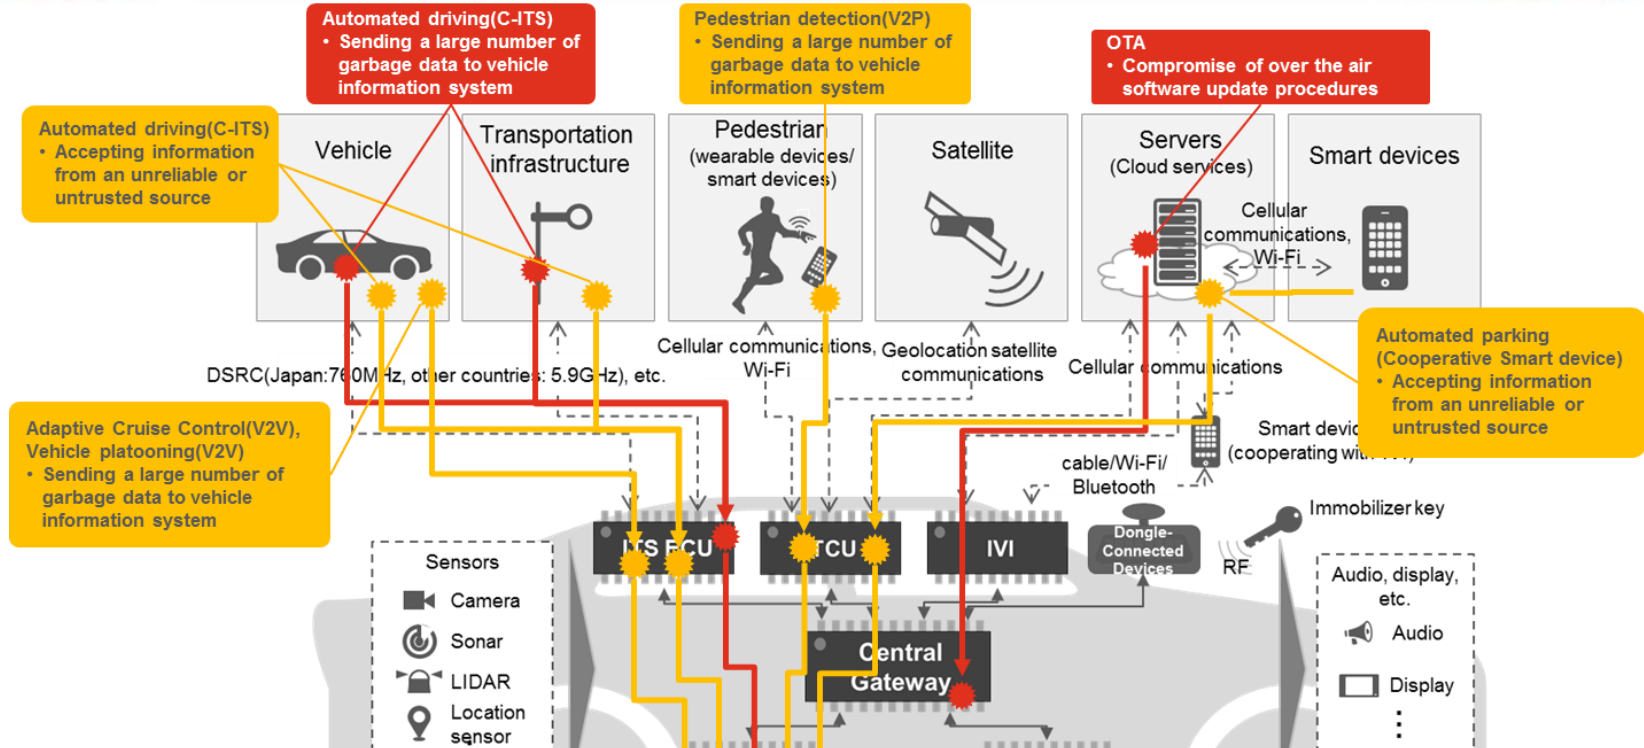 Automated driving(C-ITS)
• Sending a large number of
garbage data to vehicle
information system
Pedestrian detection(V2P)
• Sending a large number of
garbage data to vehicle
information system
OTA
• Compromise of over the air
software update procedures
Automated driving(C-ITS)
• Accepting information
from an unreliable or
untrusted source
Vehicle
Transportation
infrastructure
Pedestrian
(wearable devices/
smart devices)
Satellite
Servers
(Cloud services)
Smart devices
Cellular
communications,
Wi-Fi
DSRC(Japan:760MHz, other countries: 5.9GHz), etc.
Cellular communications,
Wi-Fi
Geolocation satellite
communications
Cellular communications
Automated parking
(Cooperative Smart device)
• Accepting information
from an unreliable or
untrusted source
Adaptive Cruise Control(V2V),
Vehicle platooning(V2V)
• Sending a large number of
garbage data to vehicle
information system
Smart
(cooperating
cable/Wi-Fi/
Bluetooth
Immobilizer key
RF
ITS ECU
TCU
IVI
Dongle-
Connected
Devices
Central
Gateway
Sensors
Camera
Sonar
LIDAR
Location
sensor
Audio, display,
etc.
Audio
Display